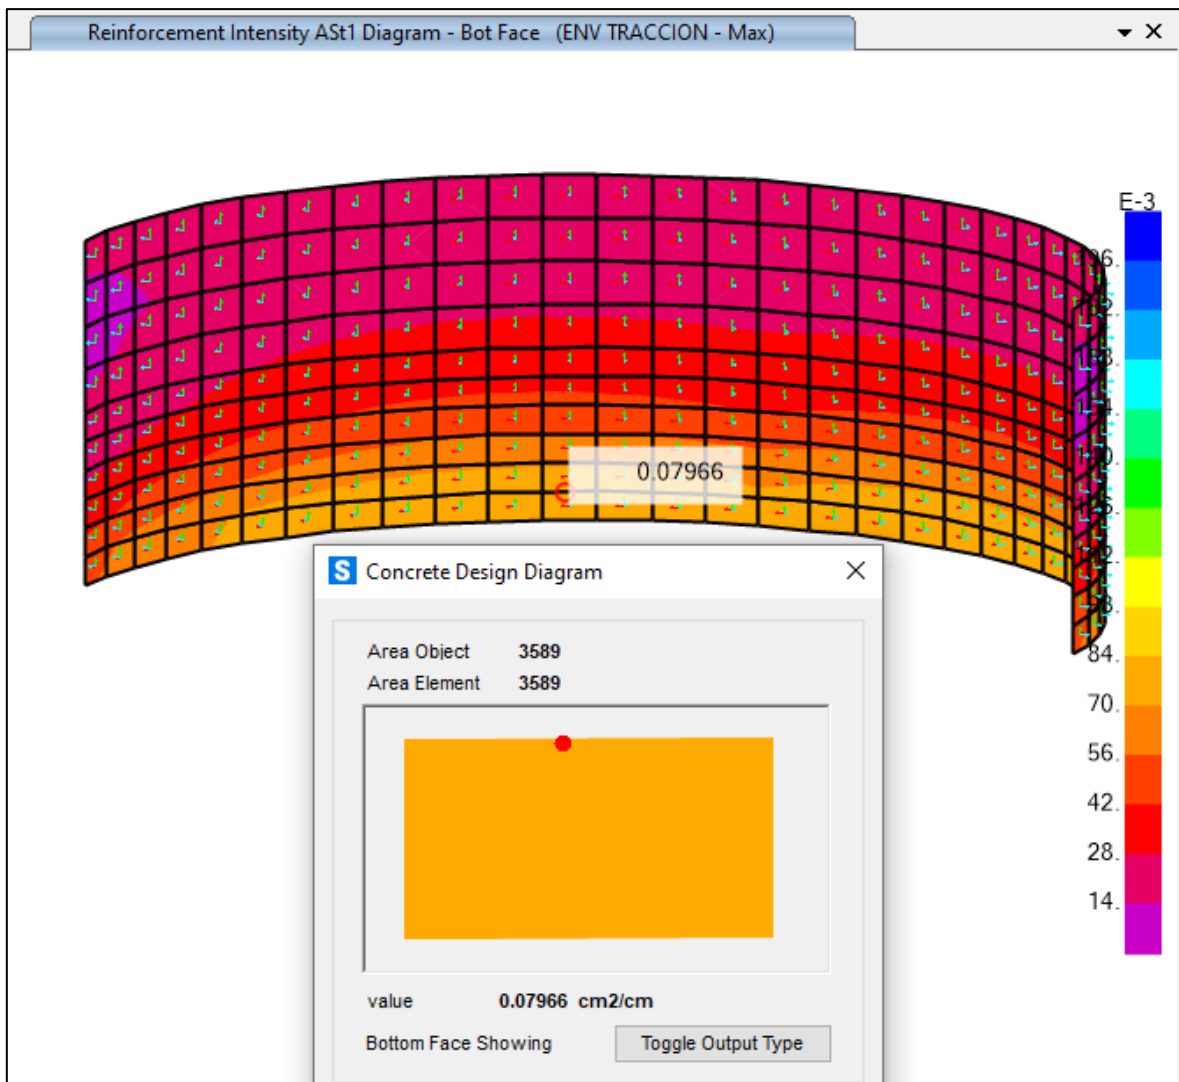 Reinforcement Intensity ASt1 Diagram - Bot Face (ENV TRACCION - Max)
E-3
84.
70.
56.
42.
28.
14.
0.07966
Concrete Design Diagram
Area Object 3589
Area Element 3589
value 0.07966 cm2/cm
Bottom Face Showing Toggle Output Type